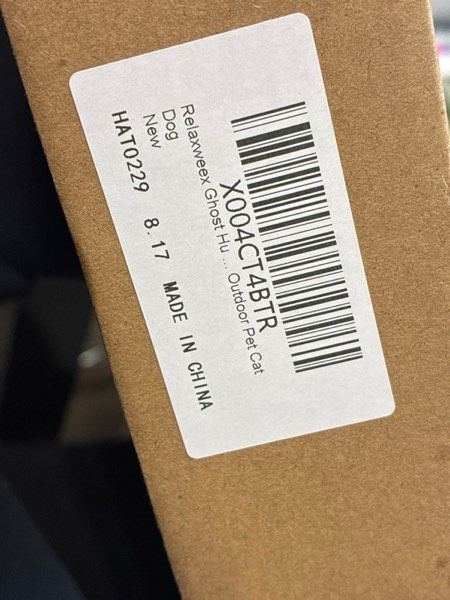 X004CT4BTR
Relaxweex Ghost Hu ... Outdoor Pet Cat
Dog
New
HAT0229 8.17 MADE IN CHINA